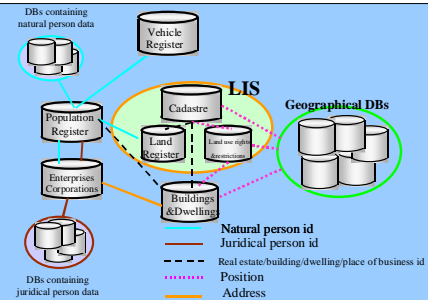 DBs containing
natural person data
Vehicle
Register
LIS
Cadastre
Geographical DBs
Population
Register
Land
Register
Land use rights
&restrictions
Enterprises
Corporations
Buildings
&Dwellings
Natural person id
Juridical person id
Real estate/building/dwelling/place of business id
Position
Address
DBs containing
juridical person data